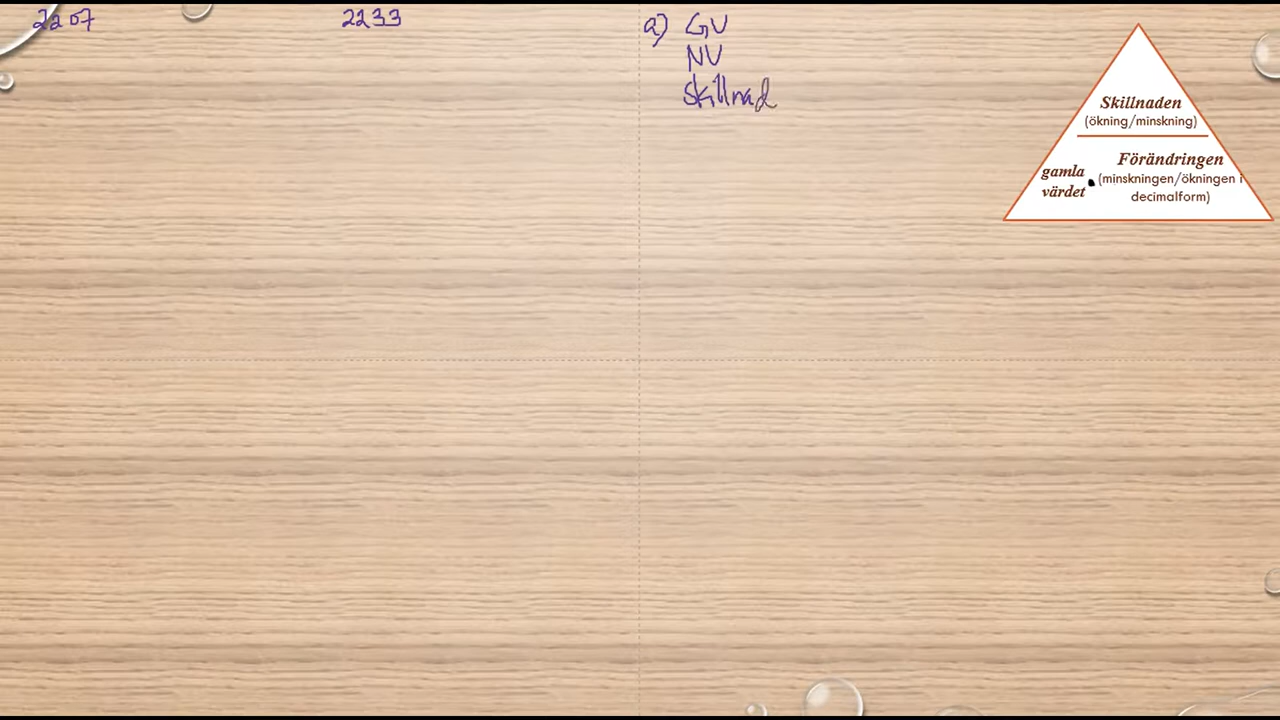 2207
2233
a) GV
NV
Skillnad
Skillnaden
(ökning/minskning)
gamla
värdet
Förändringen
(minskningen/ökningen i
decimalform)